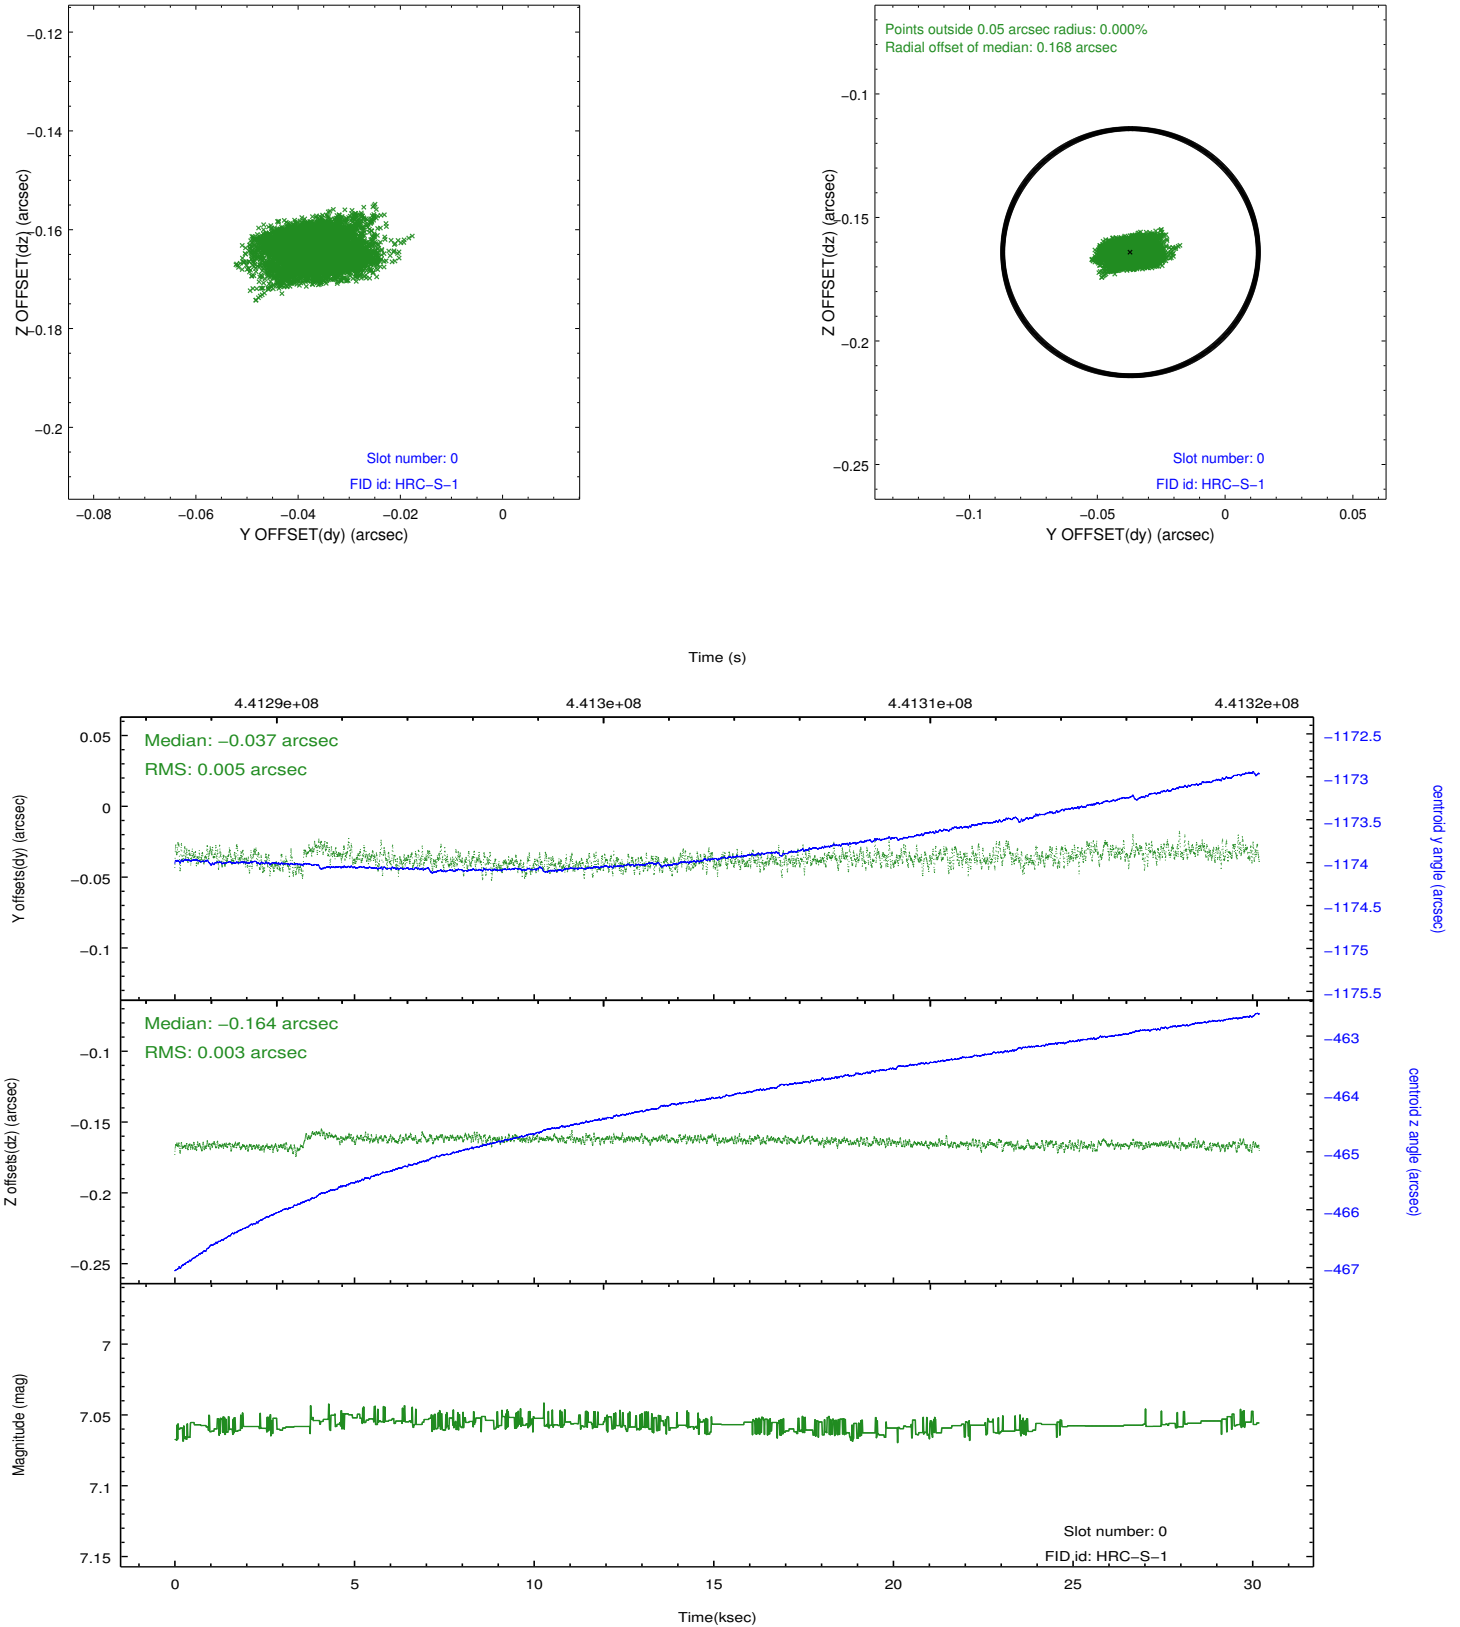 −0.12
−0.14
−0.16
−0.18
−0.2
Z OFFSET(dz) (arcsec)
Slot number: 0
FID id: HRC−S−1
−0.08
−0.06
−0.04
−0.02
0
Y OFFSET(dy) (arcsec)
Points outside 0.05 arcsec radius: 0.000%
Radial offset of median: 0.168 arcsec
−0.1
−0.15
−0.2
−0.25
Z OFFSET(dz) (arcsec)
Slot number: 0
FID id: HRC−S−1
−0.1
−0.05
0
0.05
Y OFFSET(dy) (arcsec)
Time (s)
4.4129e+08
4.413e+08
4.4131e+08
4.4132e+08
Median: −0.037 arcsec
RMS: 0.005 arcsec
0.05
0
−0.05
−0.1
Y offsets(dy) (arcsec)
−1172.5
−1173
−1173.5
−1174
−1174.5
−1175
−1175.5
centroid y angle (arcsec)
Median: −0.164 arcsec
RMS: 0.003 arcsec
−0.1
−0.15
−0.2
−0.25
Z offsets(dz) (arcsec)
−463
−464
−465
−466
−467
centroid z angle (arcsec)
7
7.05
7.1
7.15
Magnitude (mag)
Slot number: 0
FID id: HRC−S−1
0
5
10
15
20
25
30
Time(ksec)